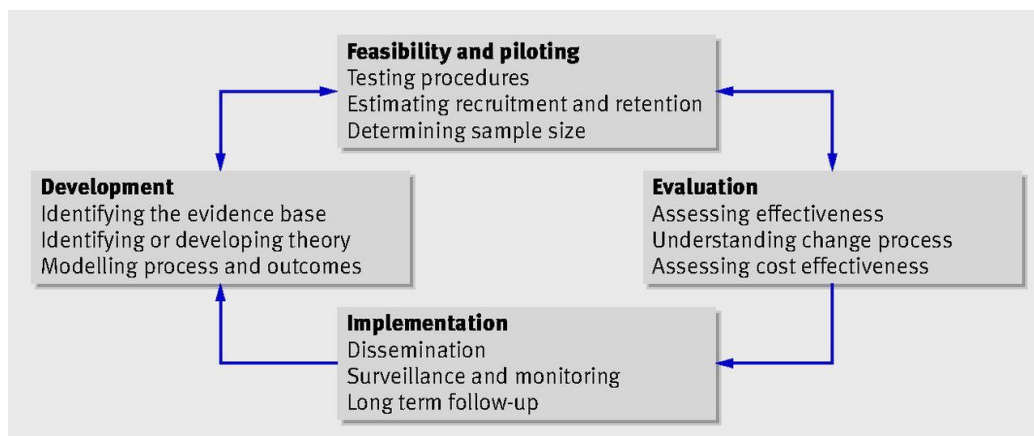 Feasibility and piloting
Testing procedures
Estimating recruitment and retention
Determining sample size
Development
Identifying the evidence base
Identifying or developing theory
Modelling process and outcomes
Evaluation
Assessing effectiveness
Understanding change process
Assessing cost effectiveness
Implementation
Dissemination
Surveillance and monitoring
Long term follow-up